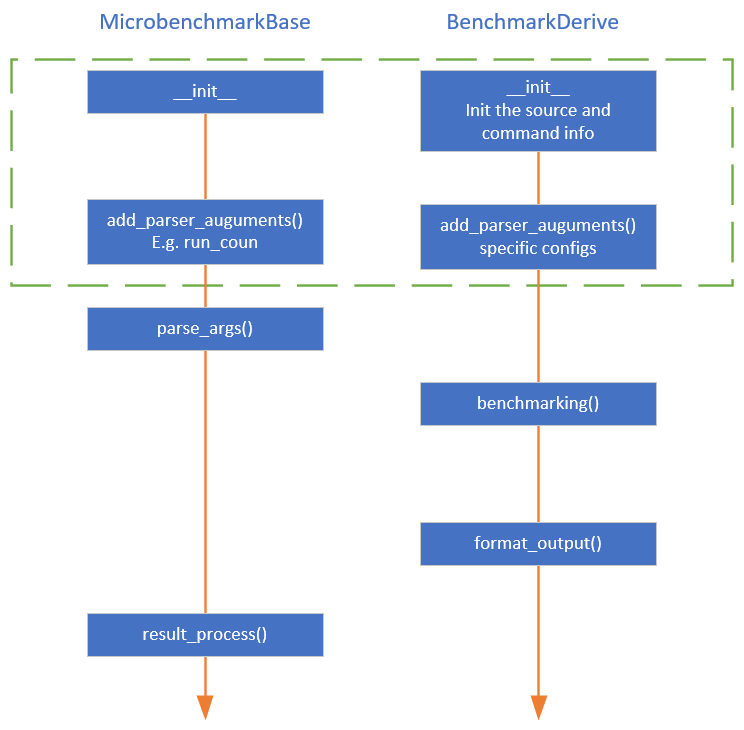 MicrobenchmarkBase
BenchmarkDerive
__init__
__init__
Init the source and
command info
add_parser_auguments()
E.g. run_coun
add_parser_auguments()
specific configs
parse_args()
benchmarking()
format_output()
result_process()